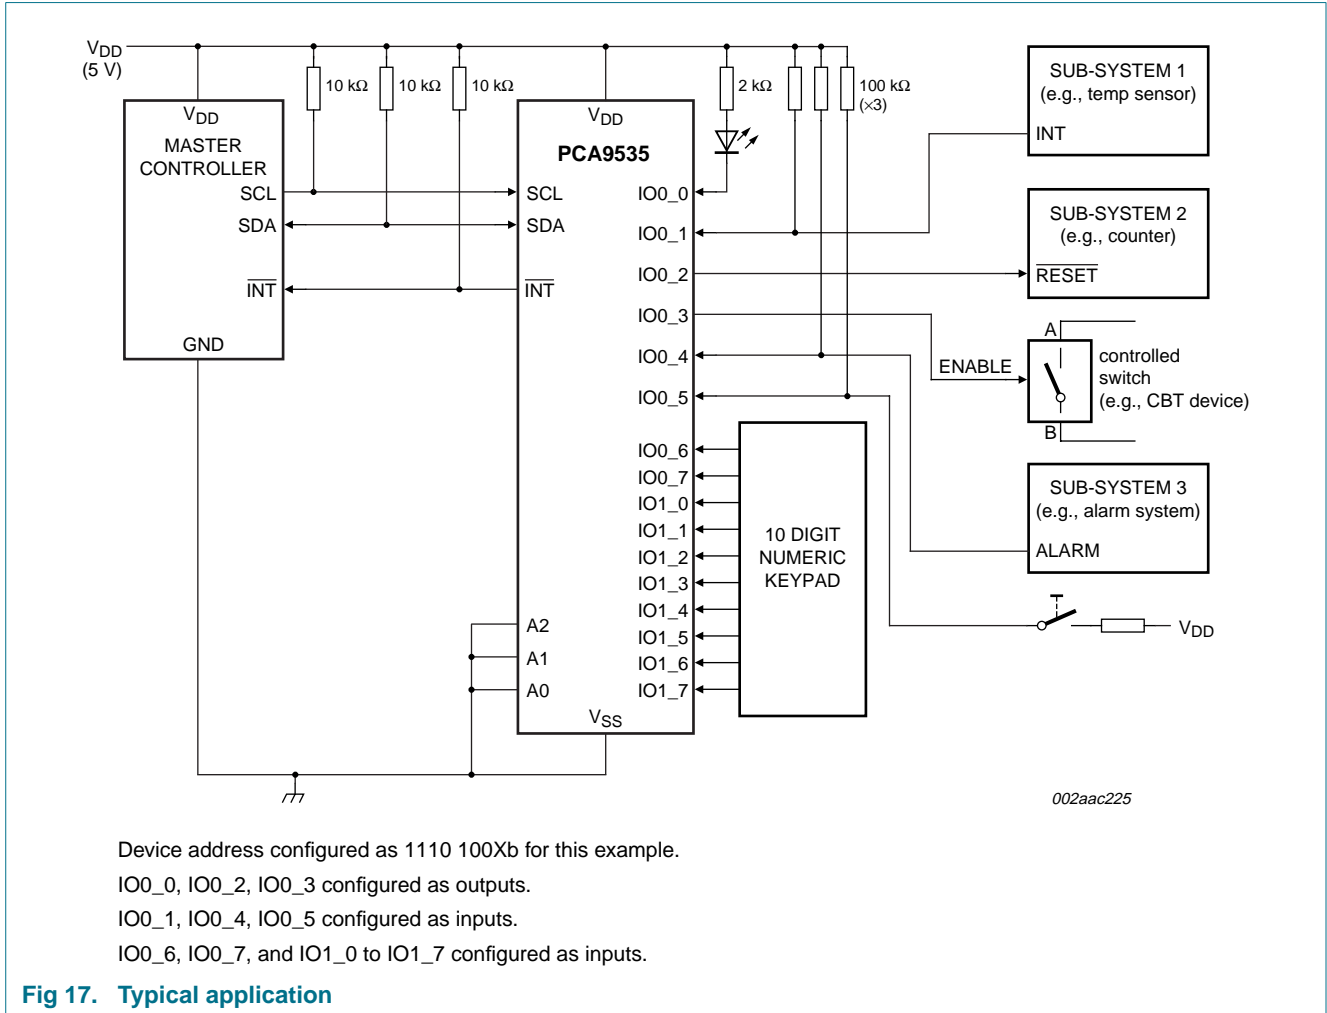 VDD
(5 V)
10 kΩ
10 kΩ
10 kΩ
2 kΩ
100 kΩ
(×3)
VDD
MASTER
CONTROLLER
SCL
SDA
INT
GND
VDD
PCA9535
SCL
SDA
INT
A2
A1
A0
VSS
IO0_0
IO0_1
IO0_2
IO0_3
IO0_4
IO0_5
IO0_6
IO0_7
IO1_0
IO1_1
IO1_2
IO1_3
IO1_4
IO1_5
IO1_6
IO1_7
10 DIGIT
NUMERIC
KEYPAD
SUB-SYSTEM 1
(e.g., temp sensor)
INT
SUB-SYSTEM 2
(e.g., counter)
RESET
ENABLE
A
B
controlled
switch
(e.g., CBT device)
SUB-SYSTEM 3
(e.g., alarm system)
ALARM
VDD
002aac225
Device address configured as 1110 100Xb for this example.
IO0_0, IO0_2, IO0_3 configured as outputs.
IO0_1, IO0_4, IO0_5 configured as inputs.
IO0_6, IO0_7, and IO1_0 to IO1_7 configured as inputs.
Fig 17. Typical application